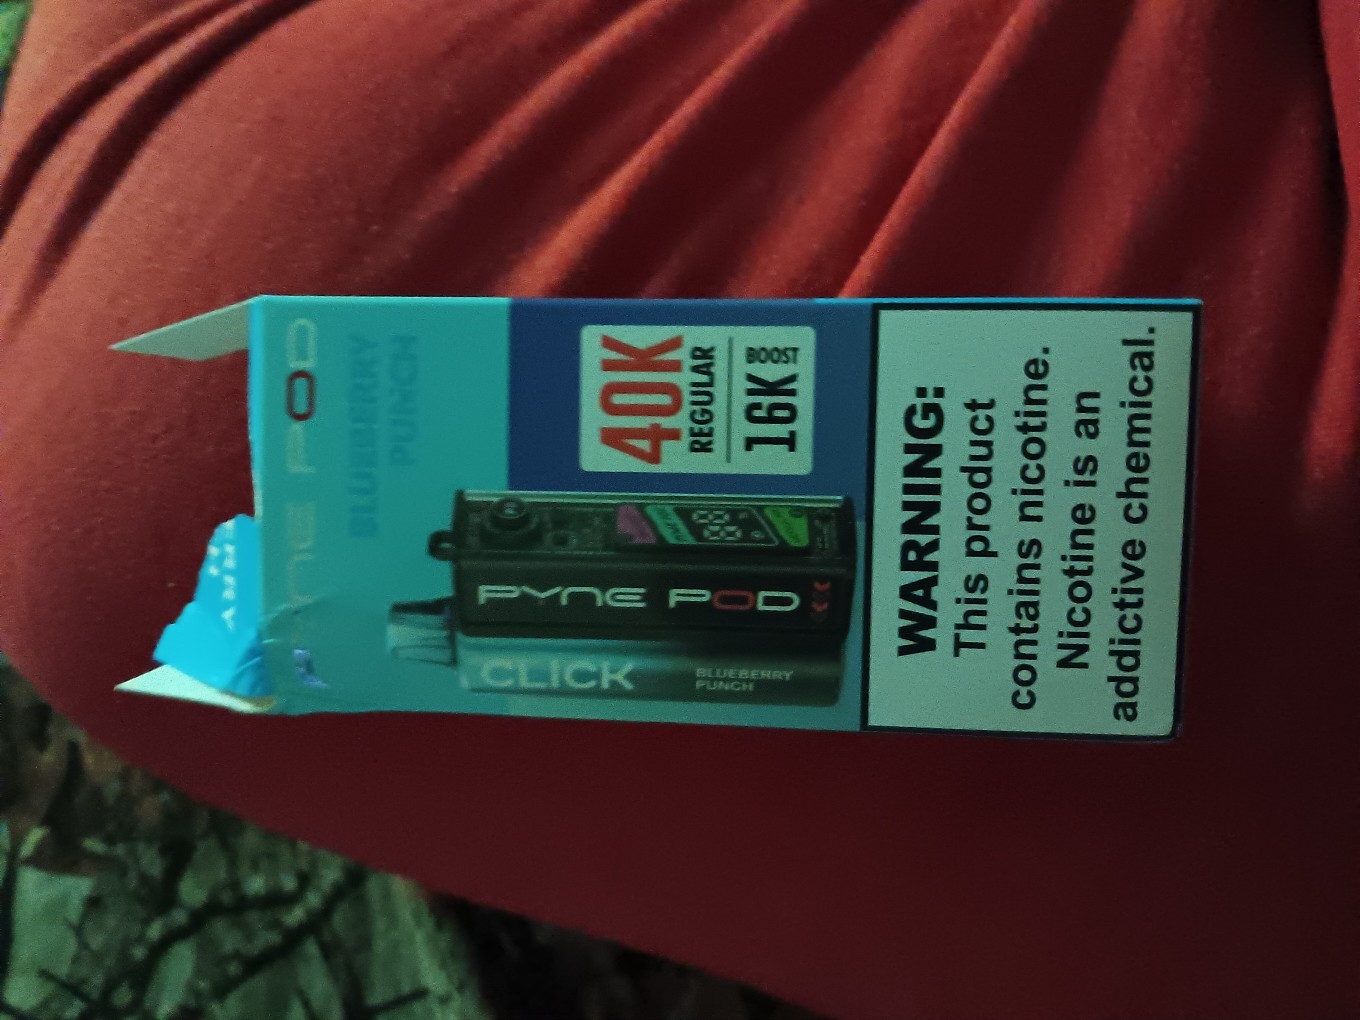 PYNE POD
BLUEBERRY
PUNCH
40K
REGULAR
16K BOOST
PYNE POD
CLICK
BLUEBERRY
PUNCH
WARNING:
This product
contains nicotine.
Nicotine is an
addictive chemical.